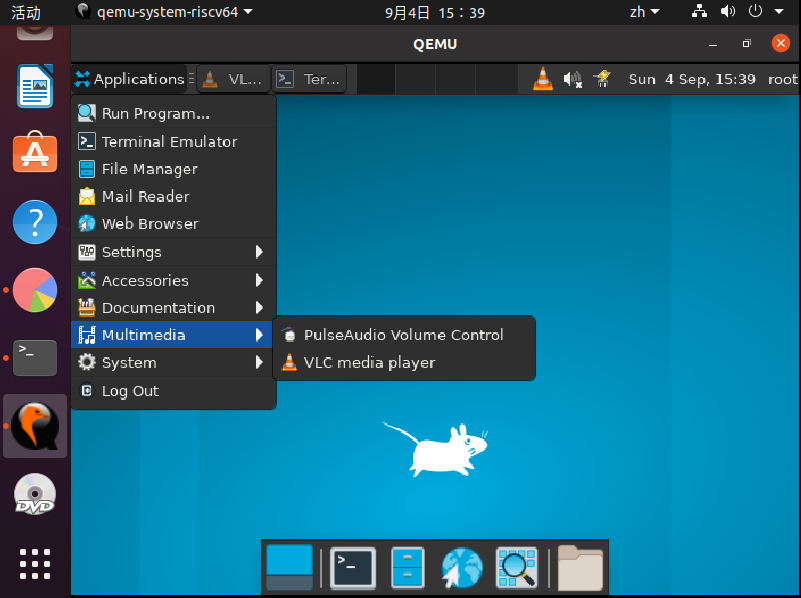 活动 qemu-system-riscv64 9月4日 15：39 zh
QEMU
Applications VL... Ter... Sun 4 Sep, 15:39 root
Run Program...
Terminal Emulator
File Manager
Mail Reader
Web Browser
Settings
Accessories
Documentation
Multimedia
PulseAudio Volume Control
System
VLC media player
Log Out
DVD